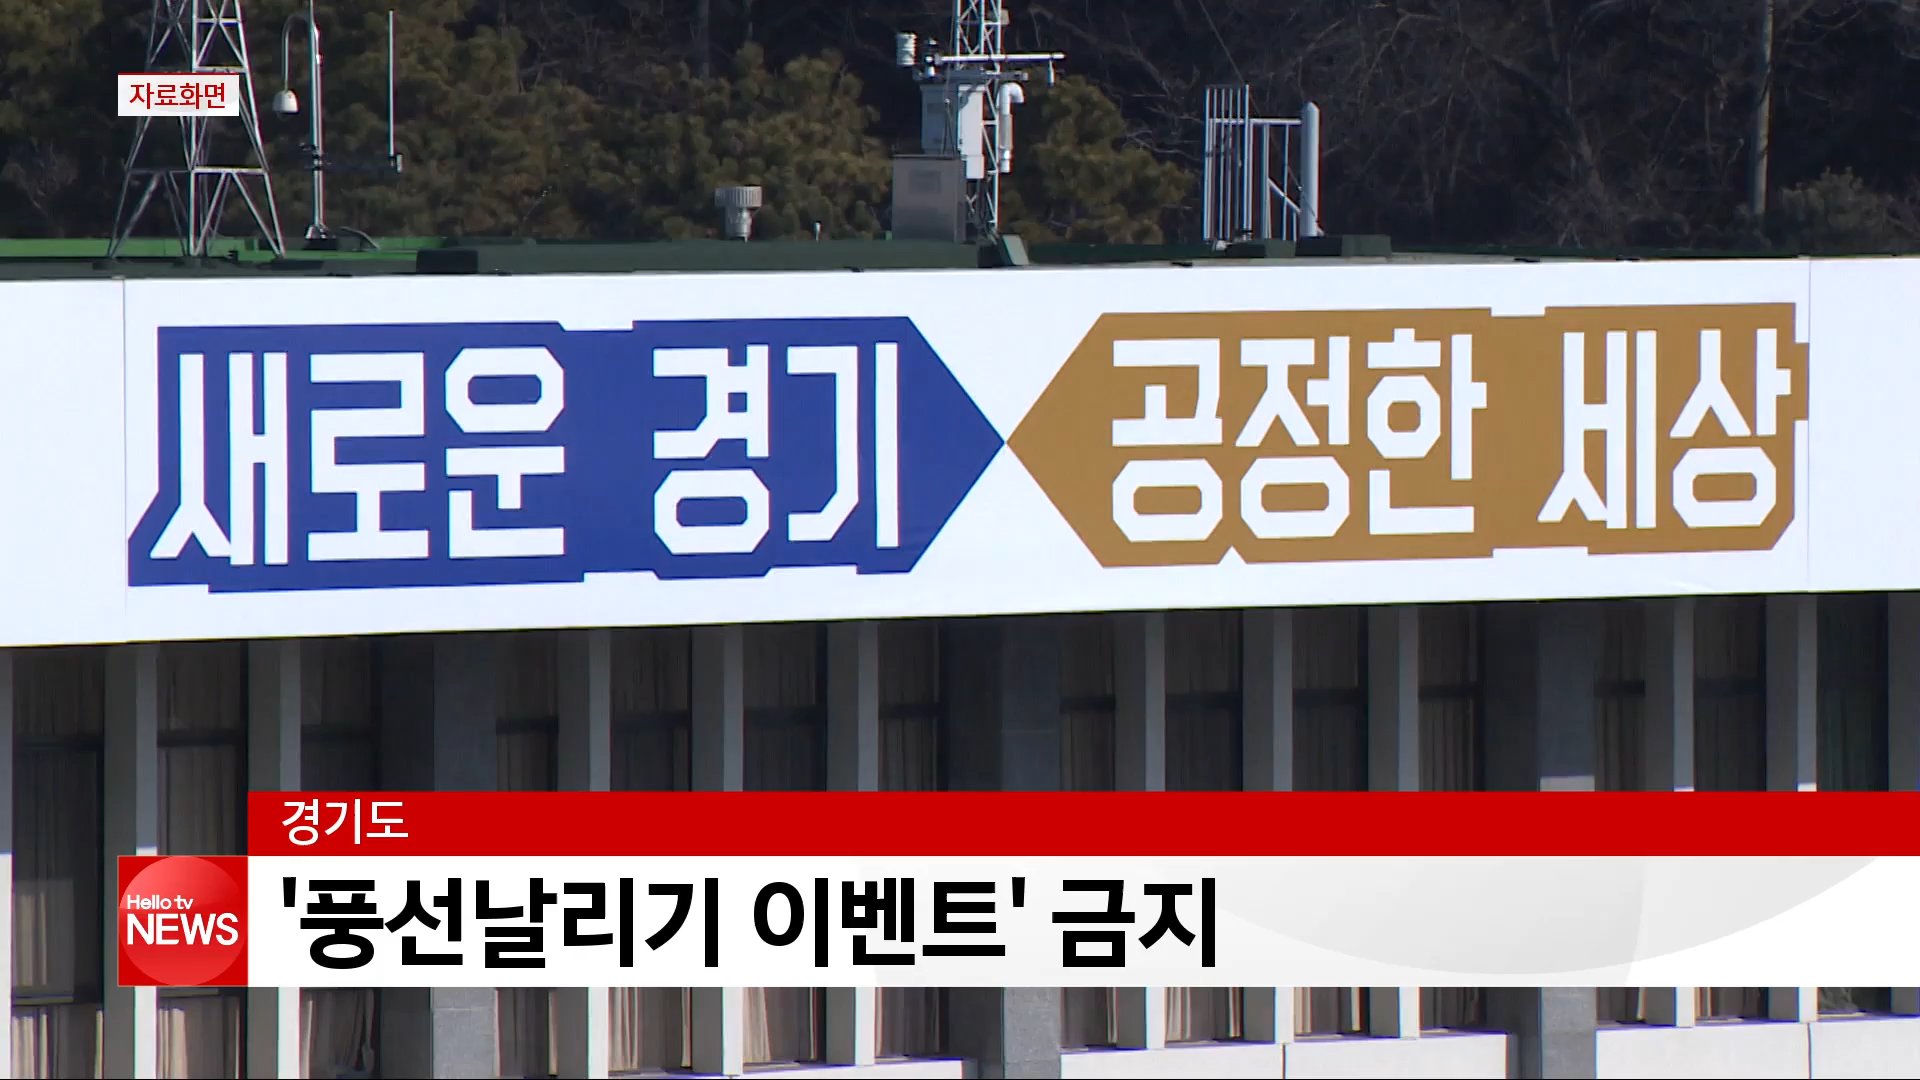 자료화면
새로운 경기 공정한 세상
경기도
Hello tv
NEWS
'풍선날리기 이벤트' 금지